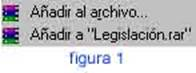 Añadir al archivo...
Añadir a "Legislación.rar"
figura 1